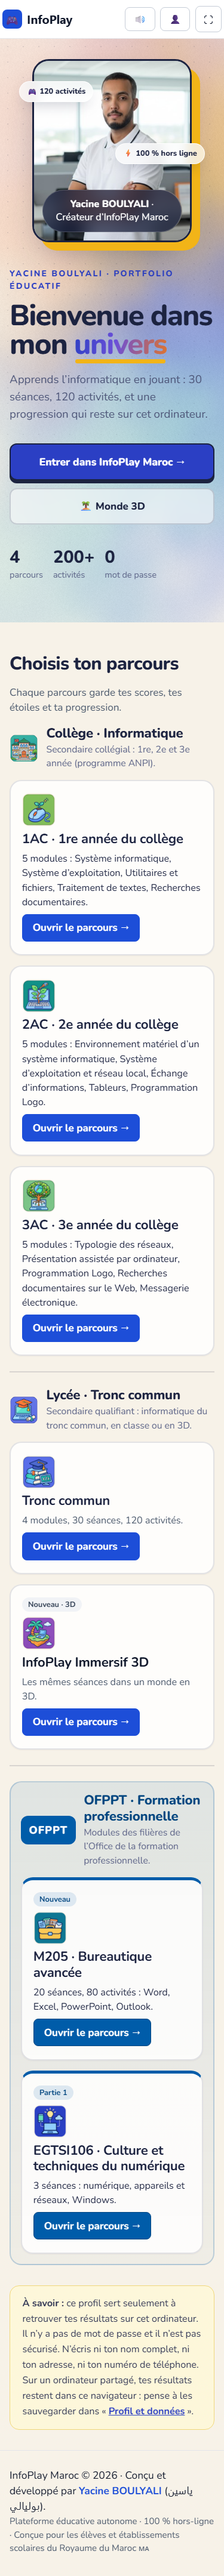 InfoPlay
120 activités
100 % hors ligne
Yacine BOULYALI ·
Créateur d'InfoPlay Maroc
YACINE BOULYALI · PORTFOLIO
ÉDUCATIF
Bienvenue dans
mon univers
Apprends l'informatique en jouant : 30
séances, 120 activités, et une
progression qui reste sur cet ordinateur.
Entrer dans InfoPlay Maroc →
Monde 3D
4
parcours
200+
activités
0
mot de passe
Choisis ton parcours
Chaque parcours garde tes scores, tes
étoiles et ta progression.
Collège · Informatique
Secondaire collégial : 1re, 2e et 3e
année (programme ANPI).
1AC · 1re année du collège
5 modules : Système informatique,
Système d'exploitation, Utilitaires et
fichiers, Traitement de textes, Recherches
documentaires.
Ouvrir le parcours →
2AC · 2e année du collège
5 modules : Environnement matériel d'un
système informatique, Système
d'exploitation et réseau local, Échange
d'informations, Tableurs, Programmation
Logo.
Ouvrir le parcours →
3AC · 3e année du collège
5 modules : Typologie des réseaux,
Présentation assistée par ordinateur,
Programmation Logo, Recherches
documentaires sur le Web, Messagerie
électronique.
Ouvrir le parcours →
Lycée · Tronc commun
Secondaire qualifiant : informatique du
tronc commun, en classe ou en 3D.
Tronc commun
4 modules, 30 séances, 120 activités.
Ouvrir le parcours →
Nouveau · 3D
InfoPlay Immersif 3D
Les mêmes séances dans un monde en
3D.
Ouvrir le parcours →
OFPPT
OFPPT · Formation
professionnelle
Modules des filières de
l'Office de la formation
professionnelle.
Nouveau
M205 · Bureautique
avancée
20 séances, 80 activités : Word,
Excel, PowerPoint, Outlook.
Ouvrir le parcours →
Partie 1
EGTSI106 · Culture et
techniques du numérique
3 séances : numérique, appareils et
réseaux, Windows.
Ouvrir le parcours →
À savoir : ce profil sert seulement à
retrouver tes résultats sur cet ordinateur.
Il n'y a pas de mot de passe et il n'est pas
sécurisé. N'écris ni ton nom complet, ni
ton adresse, ni ton numéro de téléphone.
Sur un ordinateur partagé, tes résultats
restent dans ce navigateur : pense à les
sauvegarder dans « Profil et données ».
InfoPlay Maroc © 2026 · Conçu et
développé par Yacine BOULYALI (ياسين
بوليالي).
Plateforme éducative autonome · 100 % hors-ligne
· Conçue pour les élèves et établissements
scolaires du Royaume du Maroc MA